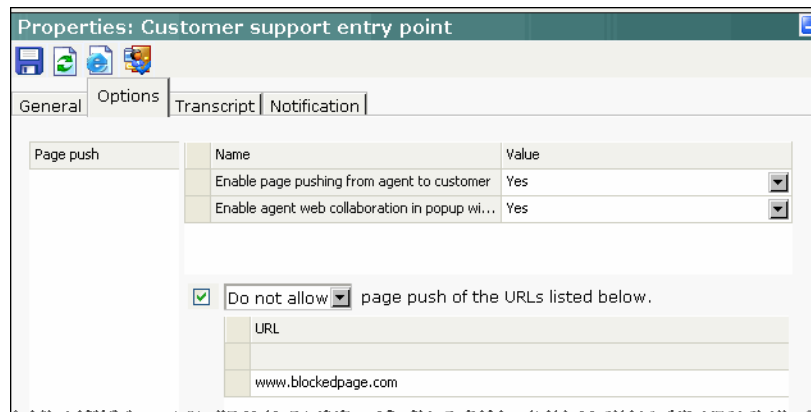 Properties: Customer support entry point
General Options Transcript Notification
Page push Name Value
Enable page pushing from agent to customer Yes
Enable agent web collaboration in popup wi... Yes
Do not allow page push of the URLs listed below.
URL
www.blockedpage.com